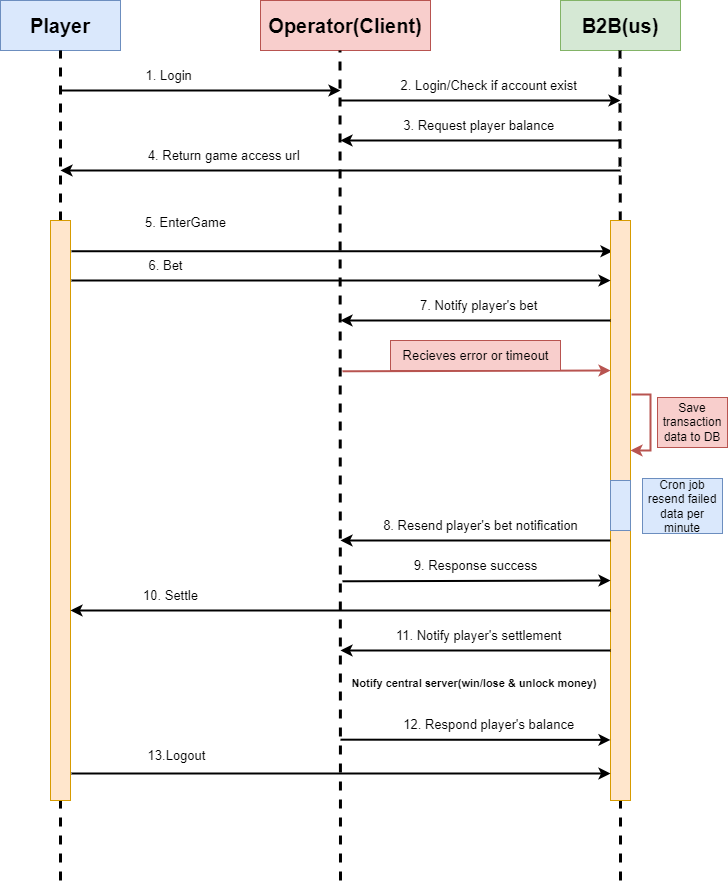 Player
Operator(Client)
B2B(us)
1. Login
2. Login/Check if account exist
3. Request player balance
4. Return game access url
5. EnterGame
6. Bet
7. Notify player's bet
Recieves error or timeout
Save
transaction
data to DB
Cron job
resend failed
data per
minute
8. Resend player's bet notification
9. Response success
10. Settle
11. Notify player's settlement
Notify central server(win/lose & unlock money)
12. Respond player's balance
13.Logout